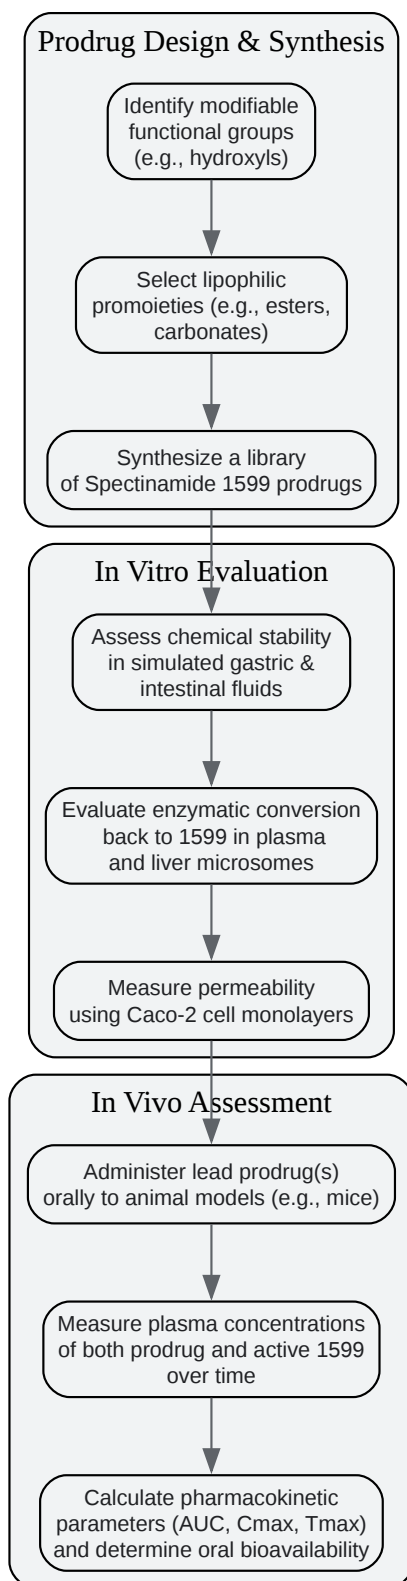 Prodrug Design & Synthesis
Identify modifiable
functional groups
(e.g., hydroxyls)
Select lipophilic
promoieties (e.g., esters,
carbonates)
Synthesize a library
of Spectinamide 1599 prodrugs
In Vitro Evaluation
Assess chemical stability
in simulated gastric &
intestinal fluids
Evaluate enzymatic conversion
back to 1599 in plasma
and liver microsomes
Measure permeability
using Caco-2 cell monolayers
In Vivo Assessment
Administer lead prodrug(s)
orally to animal models (e.g., mice)
Measure plasma concentrations
of both prodrug and active 1599
over time
Calculate pharmacokinetic
parameters (AUC, Cmax, Tmax)
and determine oral bioavailability